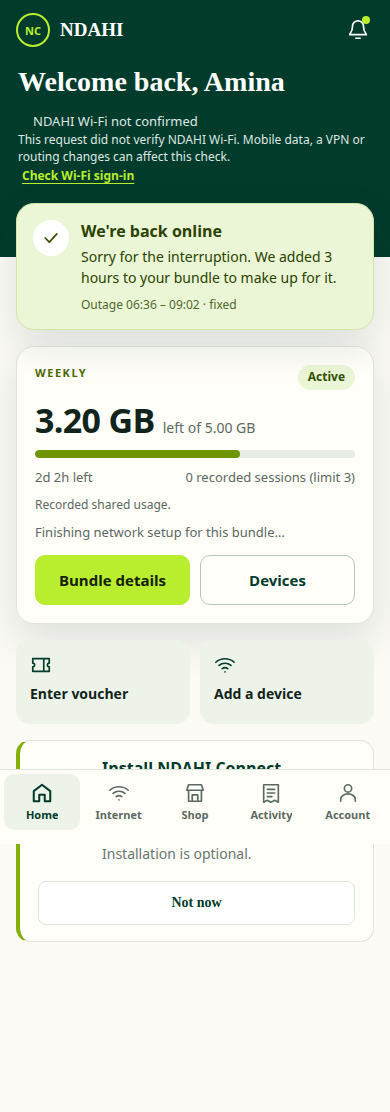 NC NDAHI
Welcome back, Amina
NDAHI Wi-Fi not confirmed
This request did not verify NDAHI Wi-Fi. Mobile data, a VPN or
routing changes can affect this check.
Check Wi-Fi sign-in
We're back online
Sorry for the interruption. We added 3
hours to your bundle to make up for it.
Outage 06:36 – 09:02 · fixed
WEEKLY
Active
3.20 GB left of 5.00 GB
2d 2h left
0 recorded sessions (limit 3)
Recorded shared usage.
Finishing network setup for this bundle…
Bundle details
Devices
Enter voucher
Add a device
Install NDAHI Connect
Home
Internet
Shop
Activity
Account
Installation is optional.
Not now